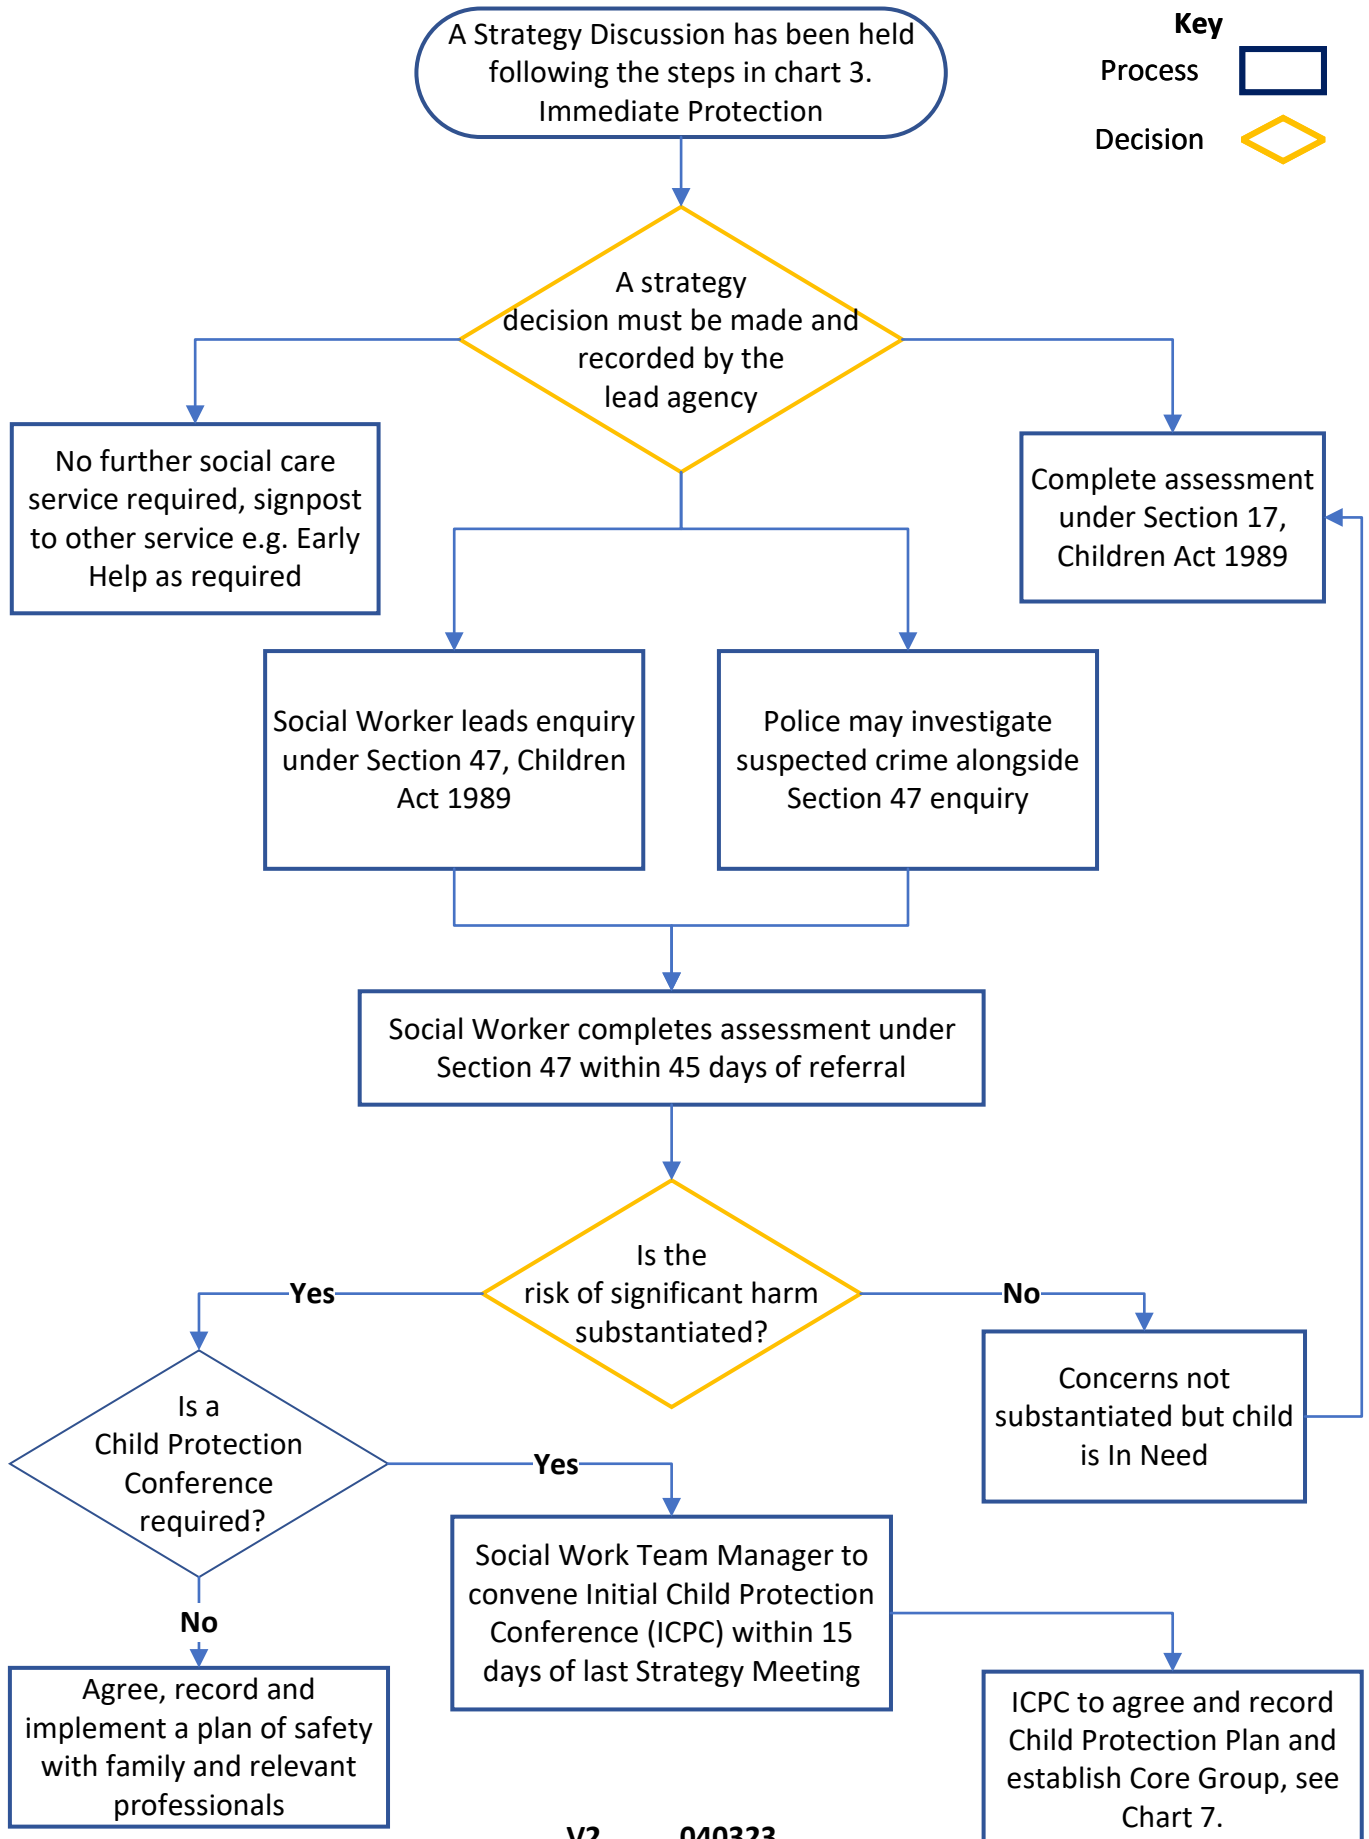 A Strategy Discussion has been held
following the steps in chart 3.
Immediate Protection
Key
Process
Decision
A strategy
decision must be made and
recorded by the
lead agency
No further social care
service required, signpost
to other service e.g. Early
Help as required
Complete assessment
under Section 17,
Children Act 1989
Social Worker leads enquiry
under Section 47, Children
Act 1989
Police may investigate
suspected crime alongside
Section 47 enquiry
Social Worker completes assessment under
Section 47 within 45 days of referral
Is the
risk of significant harm
substantiated?
Yes
No
Is a
Child Protection
Conference
required?
Concerns not
substantiated but child
is In Need
Yes
No
Social Work Team Manager to
convene Initial Child Protection
Conference (ICPC) within 15
days of last Strategy Meeting
Agree, record and
implement a plan of safety
with family and relevant
professionals
ICPC to agree and record
Child Protection Plan and
establish Core Group, see
Chart 7.
V2 040323